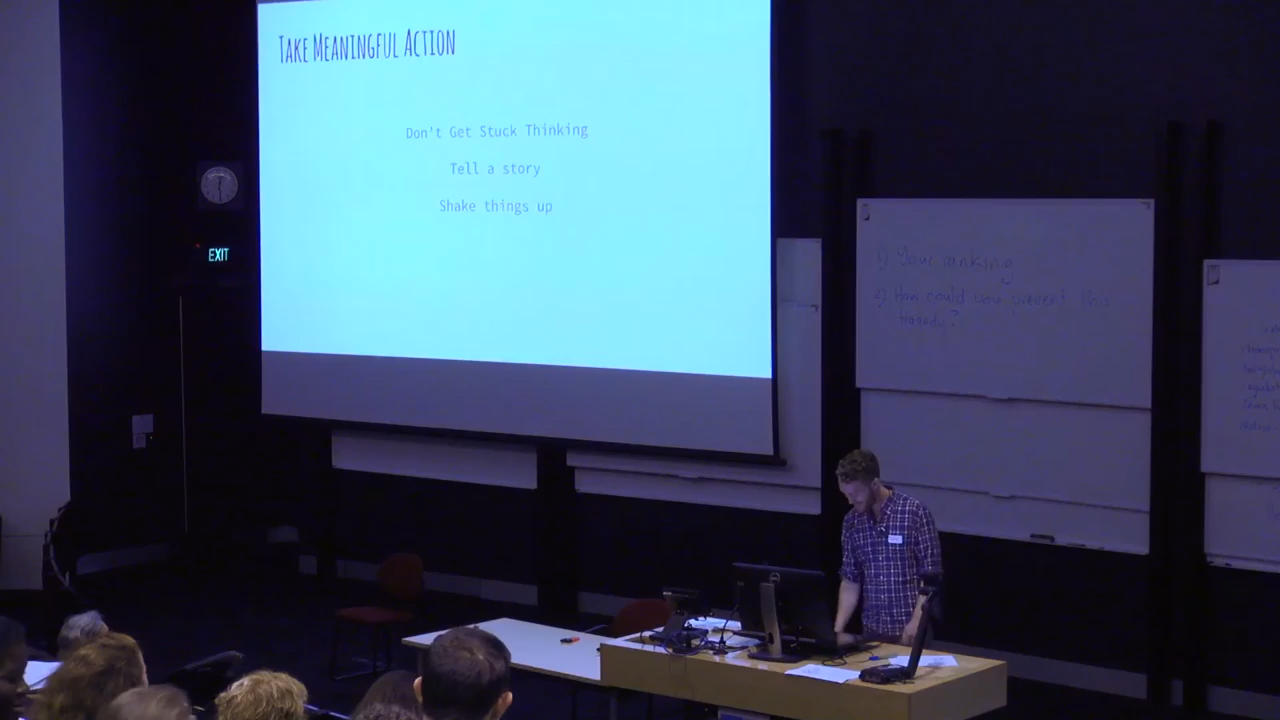 Take Meaningful Action
Don't Get Stuck Thinking
Tell a story
Shake things up
EXIT
1) Your ranking
2) How could you prevent this
tragedy?